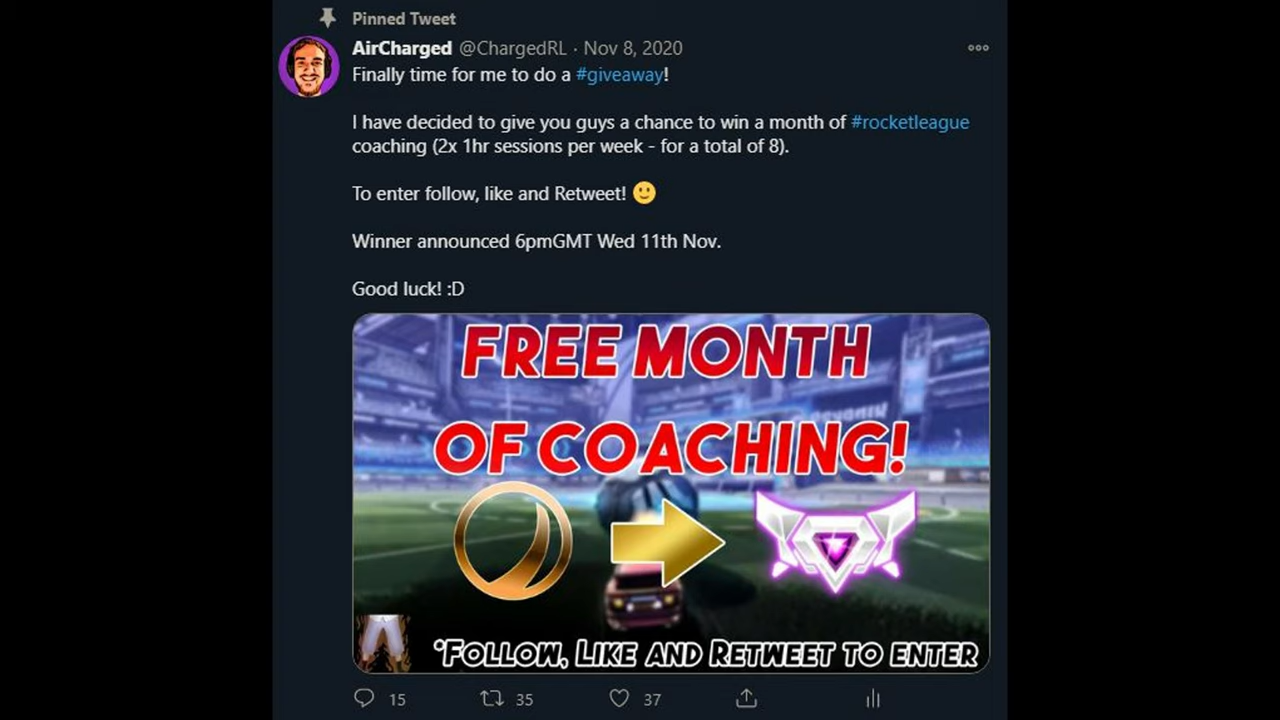 Pinned Tweet
AirCharged @ChargedRL · Nov 8, 2020
Finally time for me to do a #giveaway!
I have decided to give you guys a chance to win a month of #rocketleague
coaching (2x 1hr sessions per week - for a total of 8).
To enter follow, like and Retweet! 🙂
Winner announced 6pmGMT Wed 11th Nov.
Good luck! :D
FREE MONTH
OF COACHING!
*FOLLOW, LIKE AND RETWEET TO ENTER
15 35 37